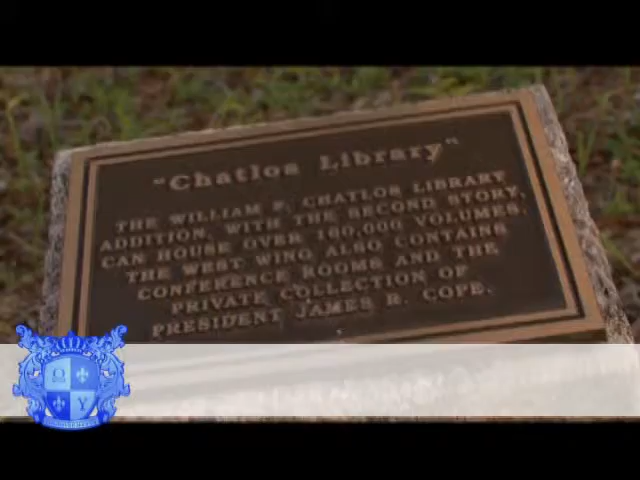 "Chatlos Library"
THE WILLIAM F. CHATLOS LIBRARY
ADDITION, WITH THE SECOND STORY,
CAN HOUSE OVER 160,000 VOLUMES.
THE WEST WING ALSO CONTAINS
CONFERENCE ROOMS AND THE
PRIVATE COLLECTION OF
PRESIDENT JAMES R. COPE.
Ω
Y